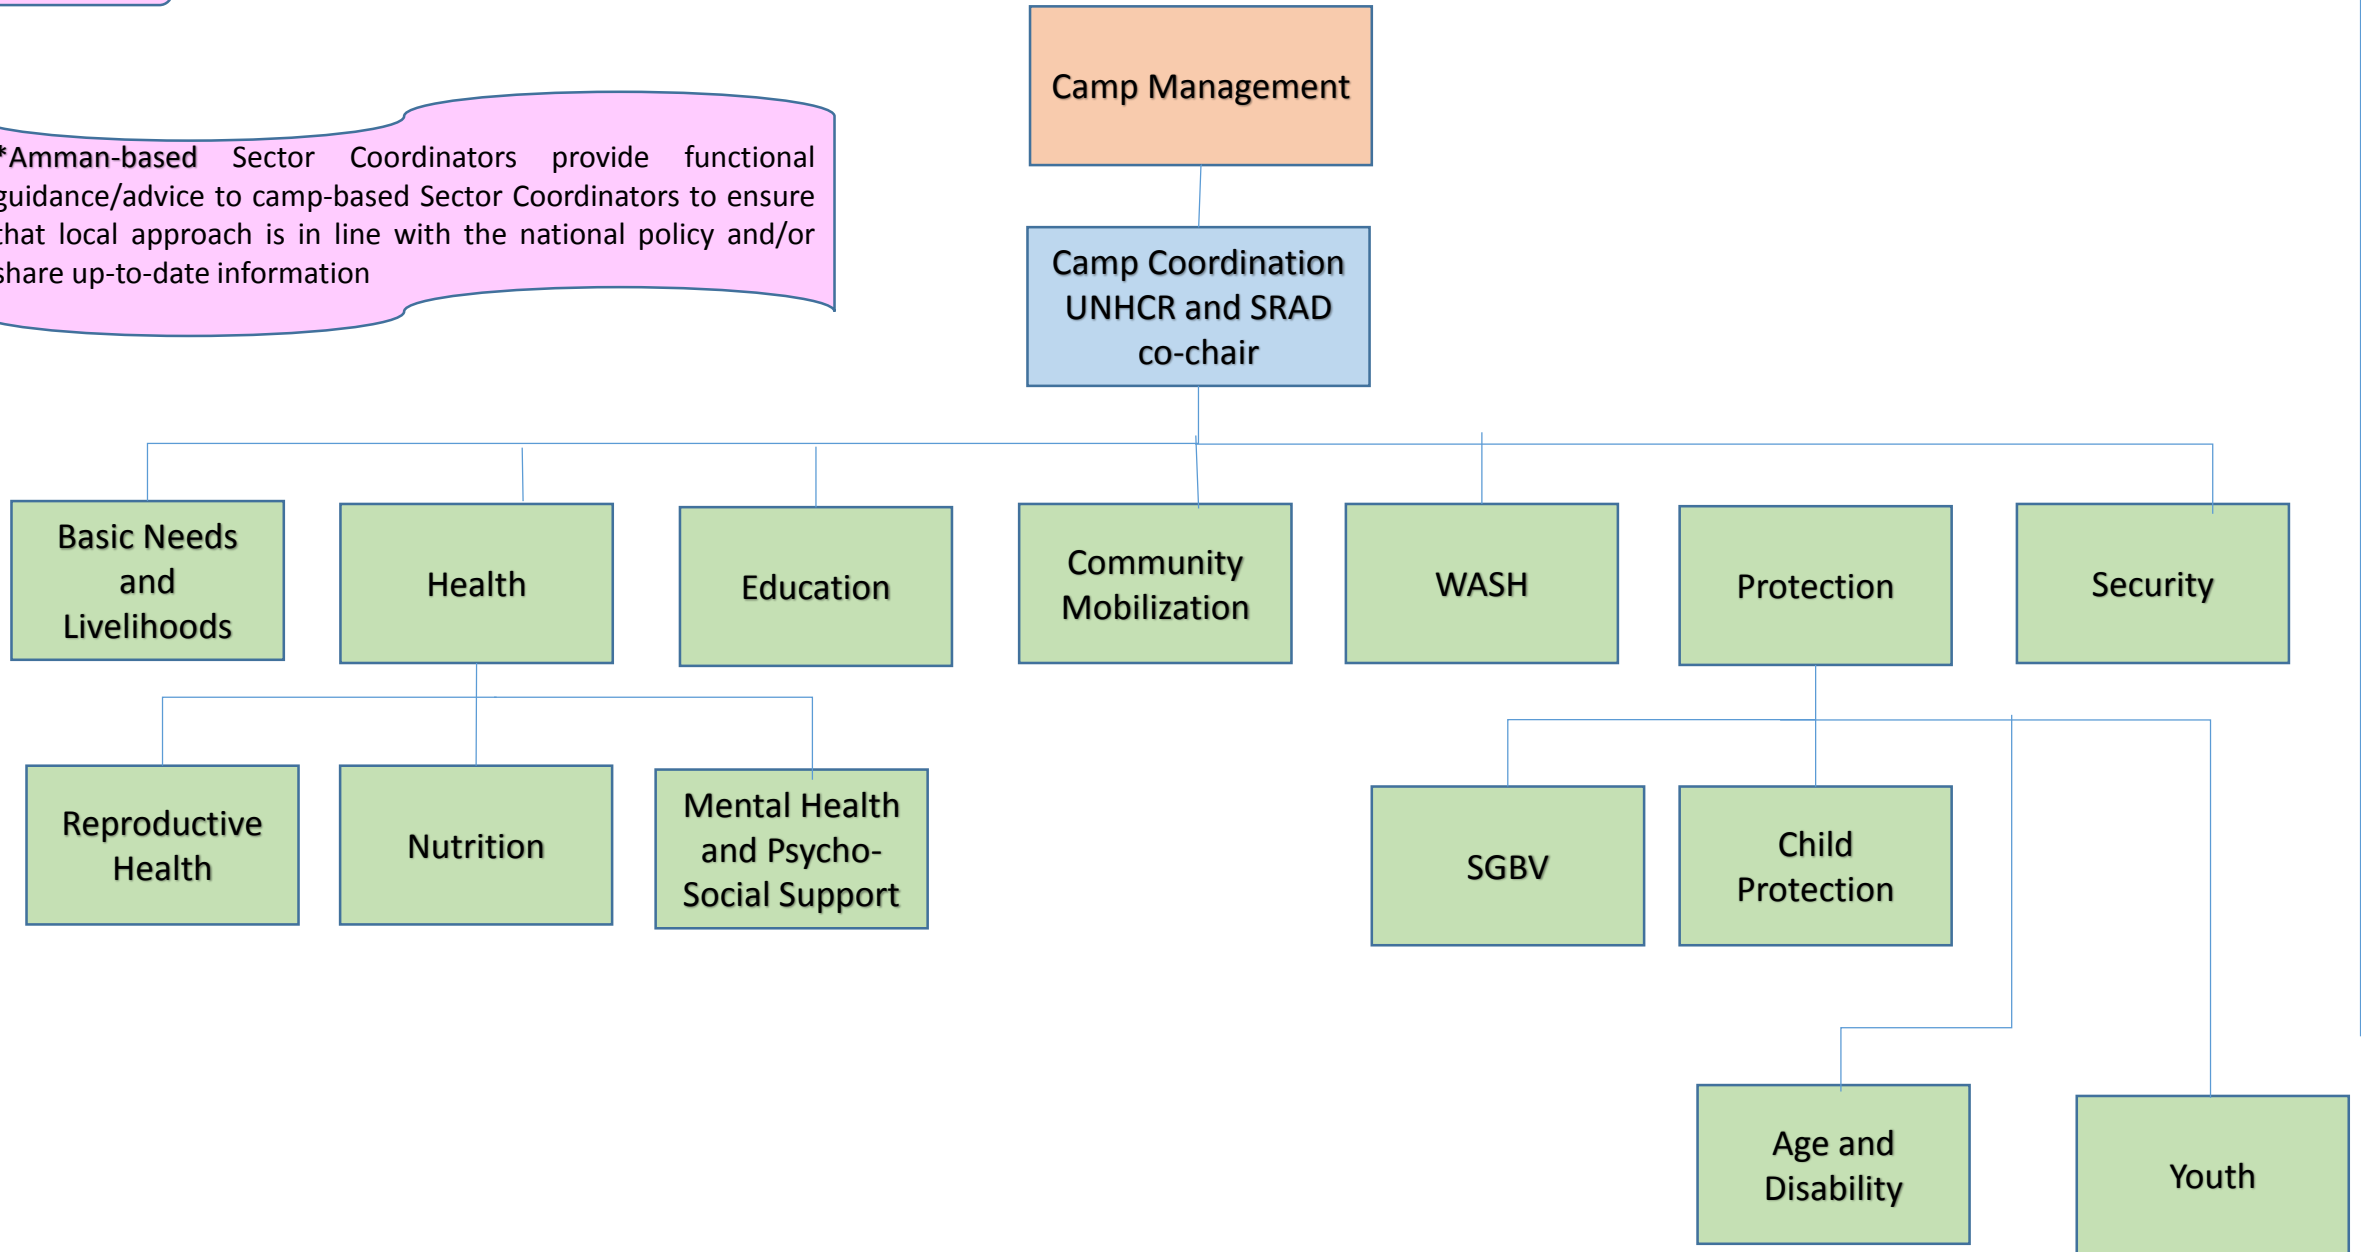 Camp Management
*Amman-based Sector Coordinators provide functional
guidance/advice to camp-based Sector Coordinators to ensure
that local approach is in line with the national policy and/or
share up-to-date information
Camp Coordination
UNHCR and SRAD
co-chair
Basic Needs
and
Livelihoods
Health
Education
Community
Mobilization
WASH
Protection
Security
Reproductive
Health
Nutrition
Mental Health
and Psycho-
Social Support
SGBV
Child
Protection
Age and
Disability
Youth